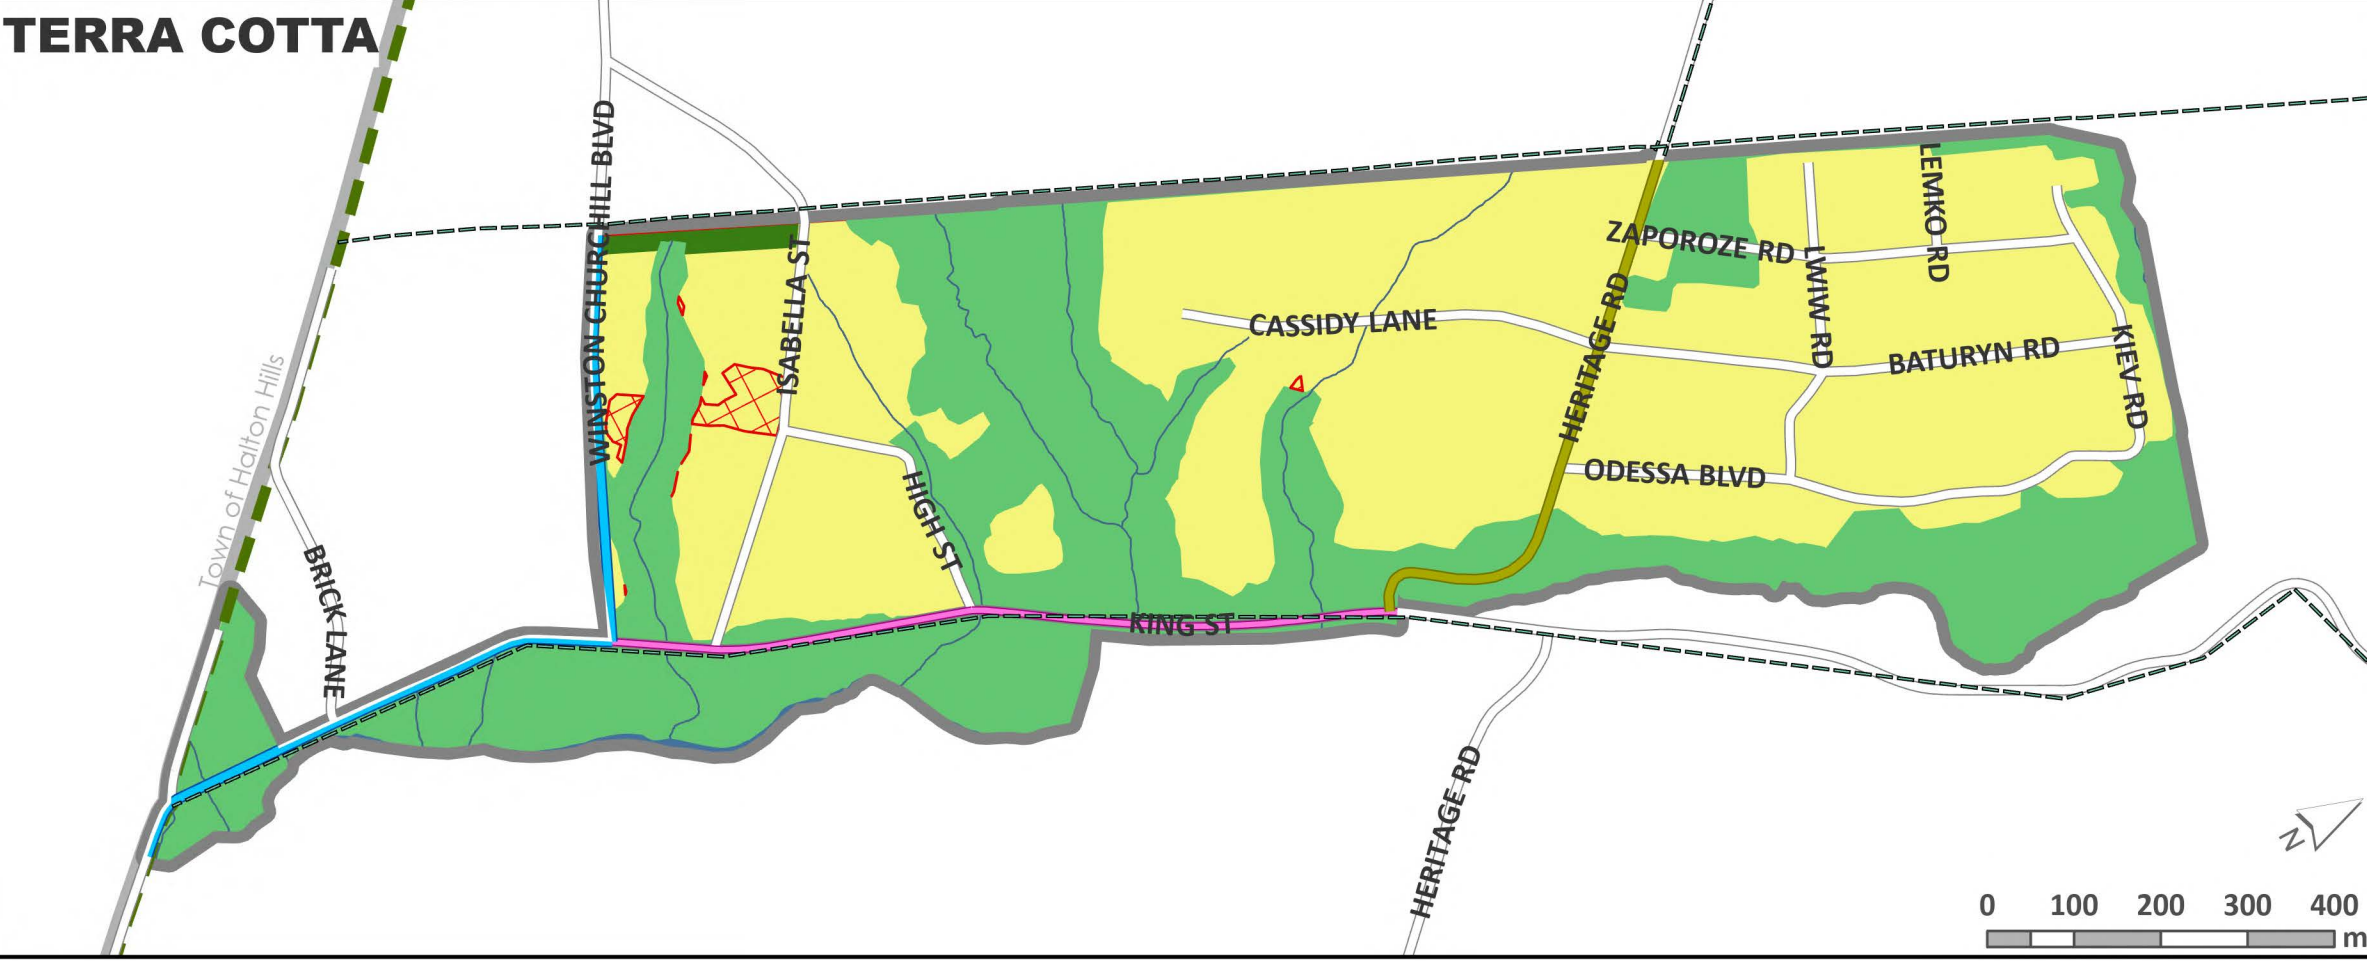 TERRA COTTA
WINSTON CHURCHILL BLVD
Town of Halton Hills
BRICK LANE
ISABELLA ST
HIGH ST
KING ST
CASSIDY LANE
HERITAGE RD
ZAPOROZE RD
LWIW RD
LEMKO RD
BATURYN RD
KIEV RD
ODESSA BLVD
HERITAGE RD
N
0 100 200 300 400
m